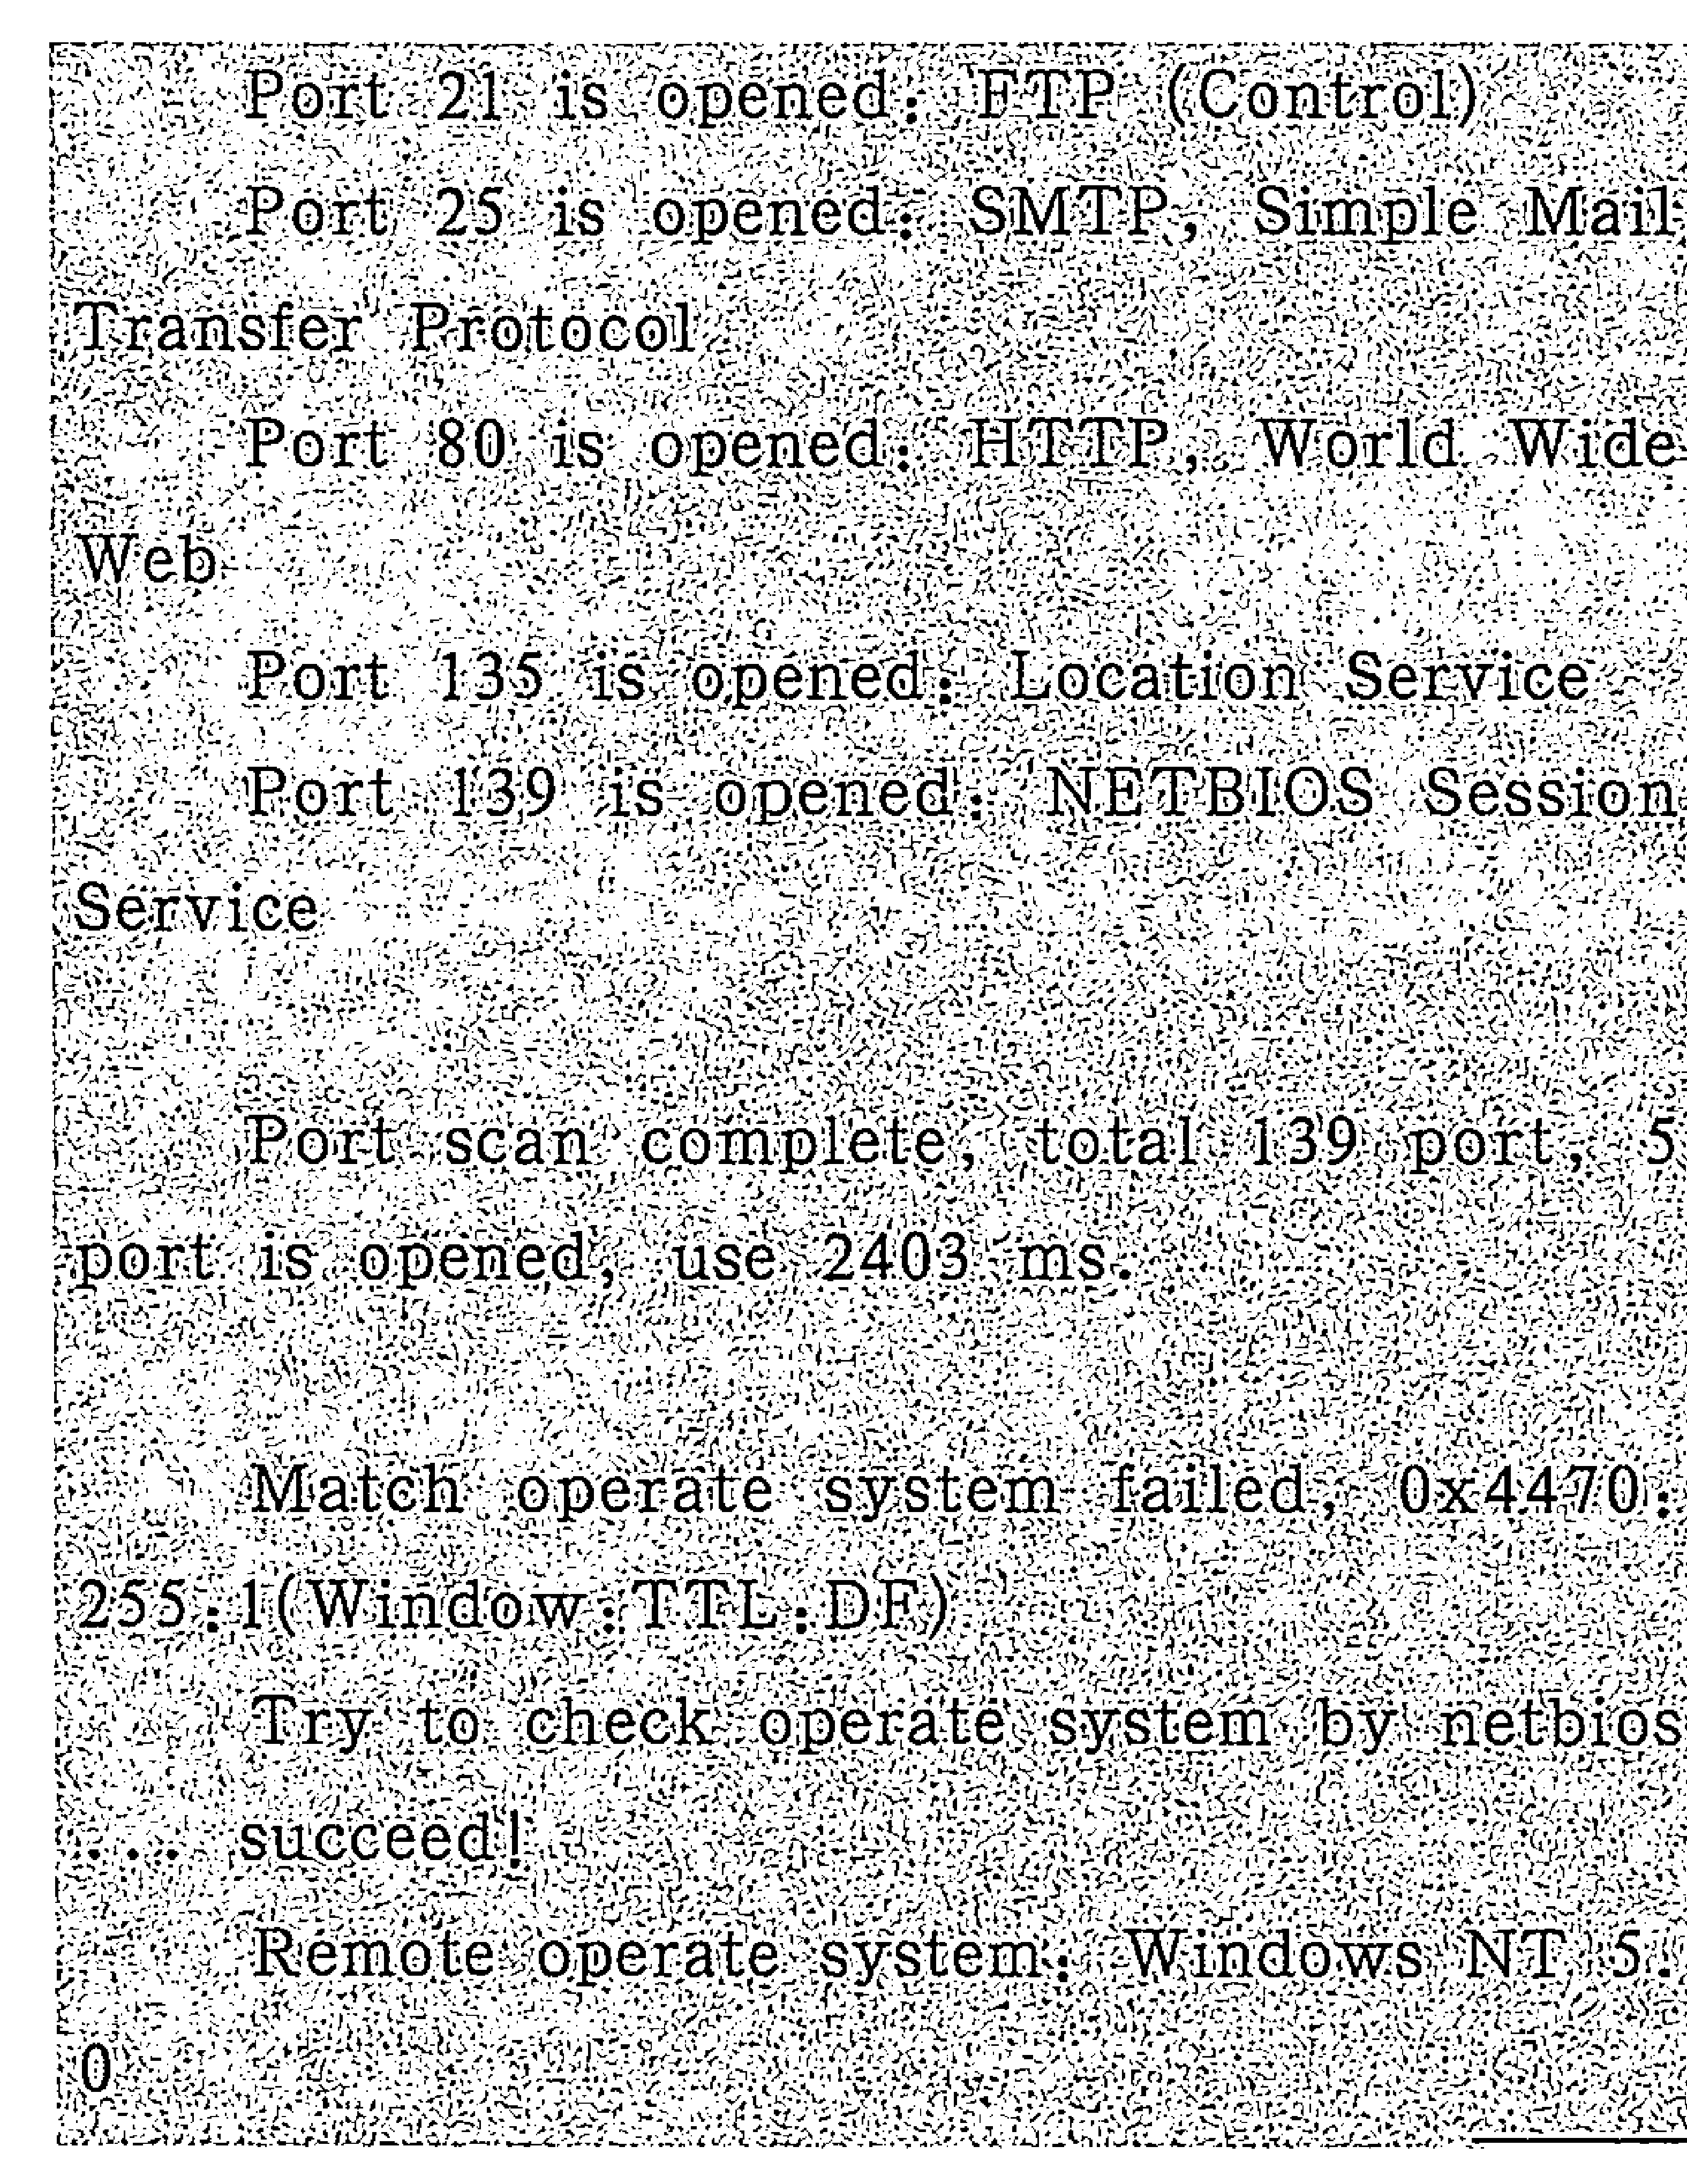 Port 21 is opened: FTP (Control)
Port 25 is opened: SMTP, Simple Mail
Transfer Protocol
Port 80 is opened: HTTP, World Wide
Web
Port 135 is opened: Location Service
Port 139 is opened: NETBIOS Session
Service
Port scan complete, total 139 port, 5
port is opened, use 2403 ms.
Match operate system failed, 0x4470:
255:1(Window:TTL:DF)
Try to check operate system by netbios
.... succeed!
Remote operate system: Windows NT 5.
0